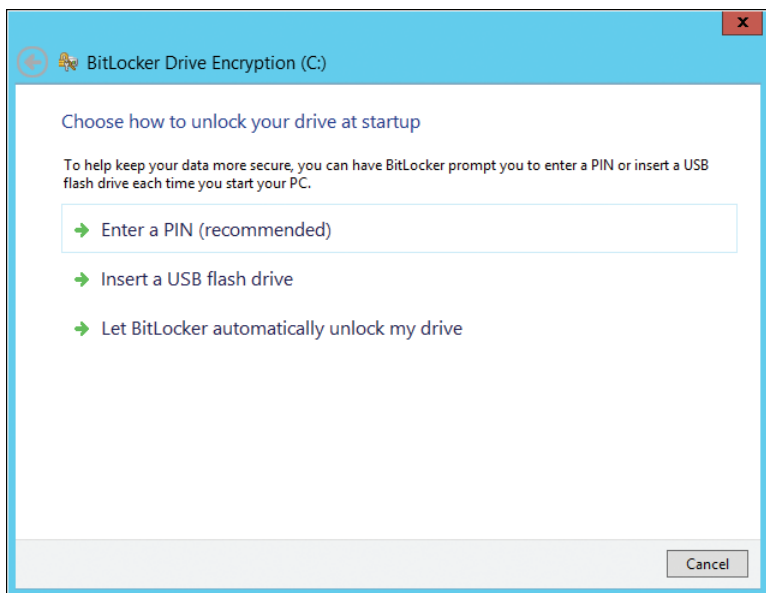 x
BitLocker Drive Encryption (C:)
Choose how to unlock your drive at startup
To help keep your data more secure, you can have BitLocker prompt you to enter a PIN or insert a USB
flash drive each time you start your PC.
Enter a PIN (recommended)
Insert a USB flash drive
Let BitLocker automatically unlock my drive
Cancel